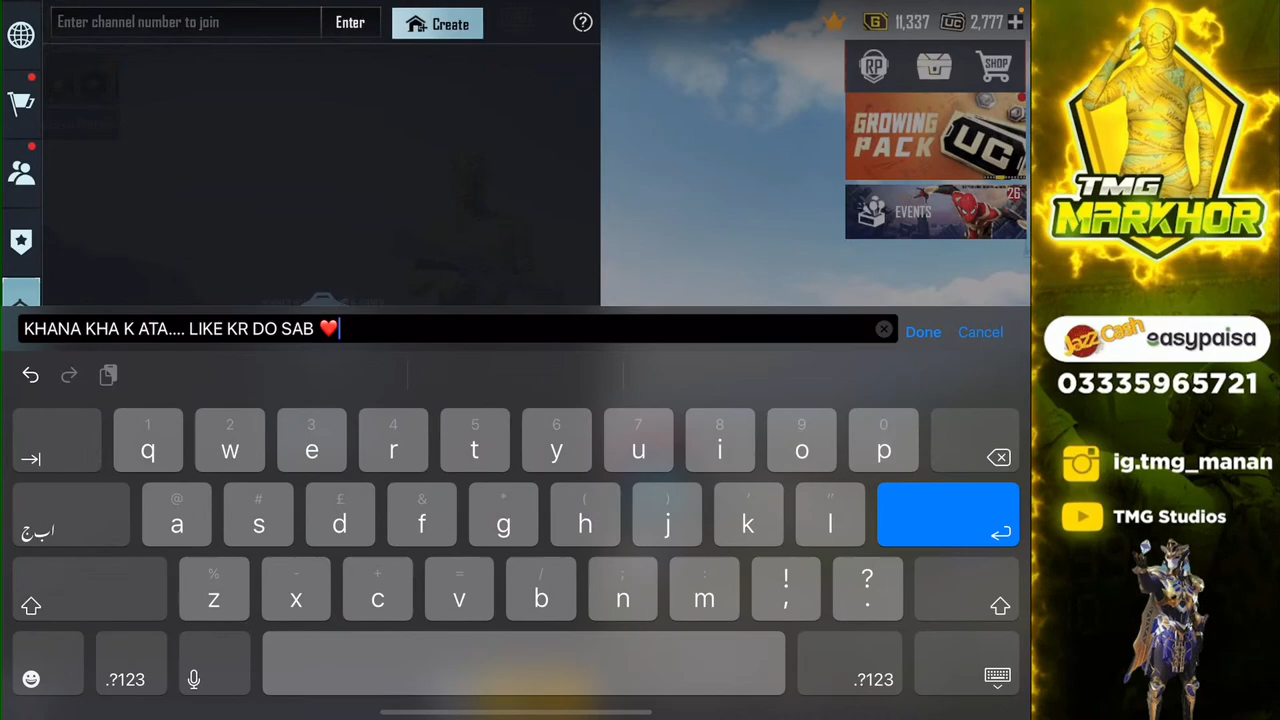 Enter channel number to join
Enter
Create
?
G 11,337
UC 2,777 +
RP
SHOP
GROWING
PACK
UC
EVENTS
26
TMG
MARKHOR
KHANA KHA K ATA.... LIKE KR DO SAB ❤️
Done
Cancel
JazzCash
easypaisa
03335965721
ig.tmg_manan
TMG Studios
1 2 3 4 5 6 7 8 9 0
q w e r t y u i o p
@ # £ & * ( ) ' "
ا ب ج
a s d f g h j k l
% - + = / ; : ! ?
z x c v b n m , .
.?123
.?123